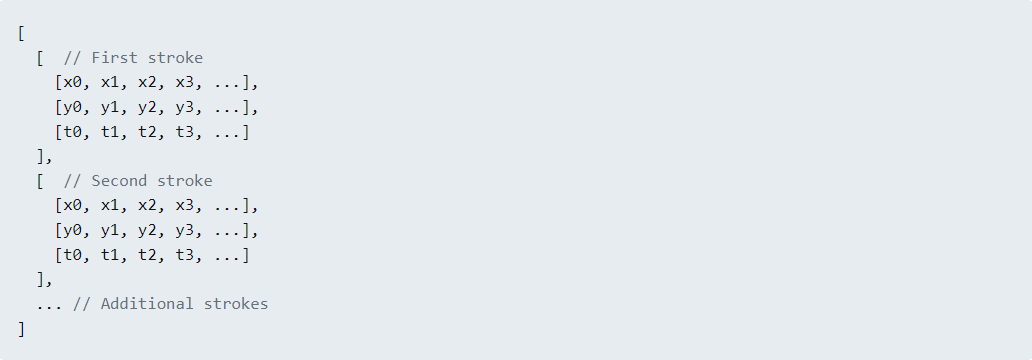 [
  [  // First stroke
    [x0, x1, x2, x3, ...],
    [y0, y1, y2, y3, ...],
    [t0, t1, t2, t3, ...]
  ],
  [  // Second stroke
    [x0, x1, x2, x3, ...],
    [y0, y1, y2, y3, ...],
    [t0, t1, t2, t3, ...]
  ],
  ... // Additional strokes
]